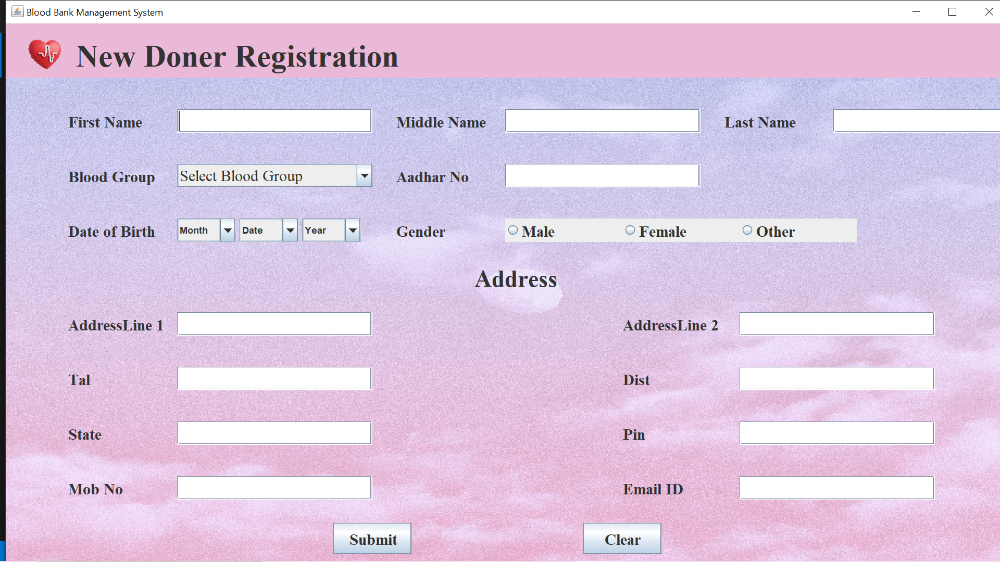 Blood Bank Management System
New Doner Registration
First Name Middle Name Last Name
Blood Group Select Blood Group Aadhar No
Date of Birth Month Date Year Gender Male Female Other
Address
AddressLine 1 AddressLine 2
Tal Dist
State Pin
Mob No Email ID
Submit Clear